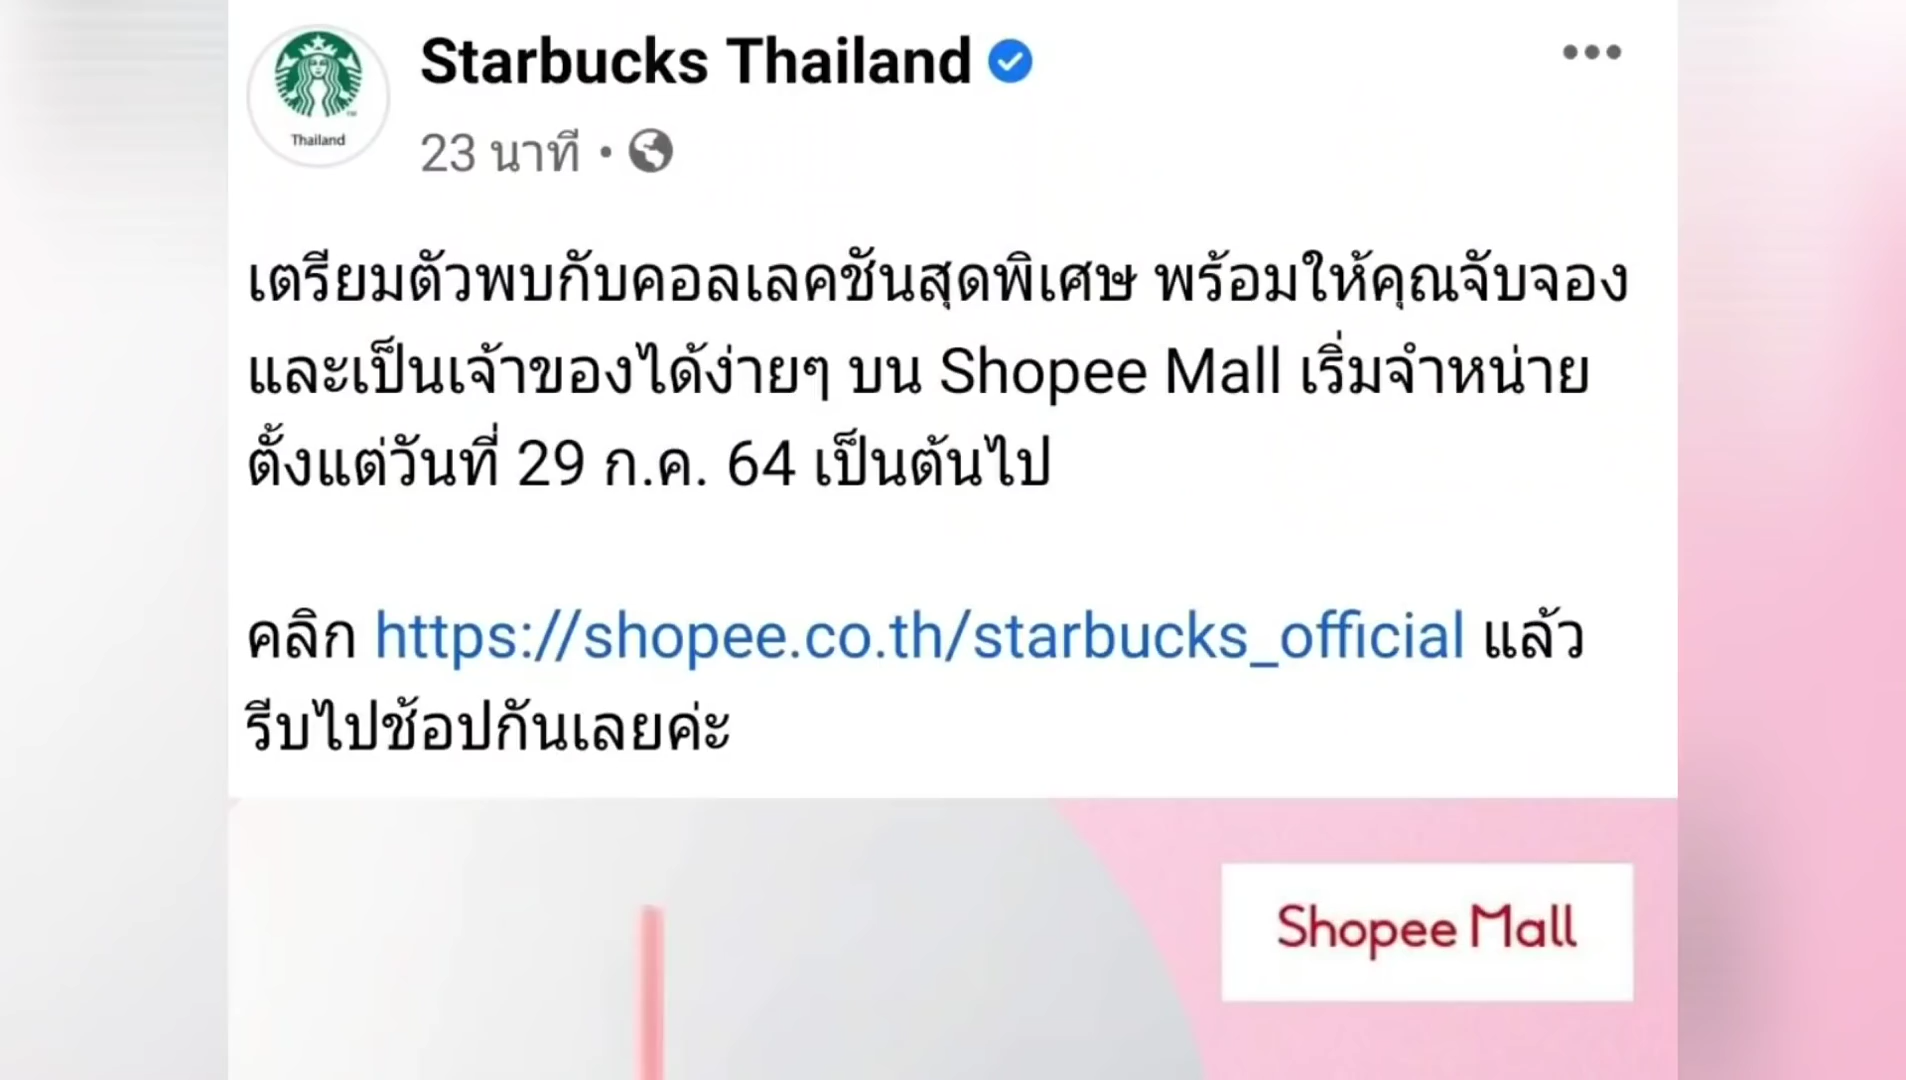 Starbucks Thailand
Thailand
23 นาที
เตรียมตัวพบกับคอลเลคชันสุดพิเศษ พร้อมให้คุณจับจอง
และเป็นเจ้าของได้ง่ายๆ บน Shopee Mall เริ่มจำหน่าย
ตั้งแต่วันที่ 29 ก.ค. 64 เป็นต้นไป
คลิก https://shopee.co.th/starbucks_official แล้ว
รีบไปช้อปกันเลยค่ะ
Shopee Mall